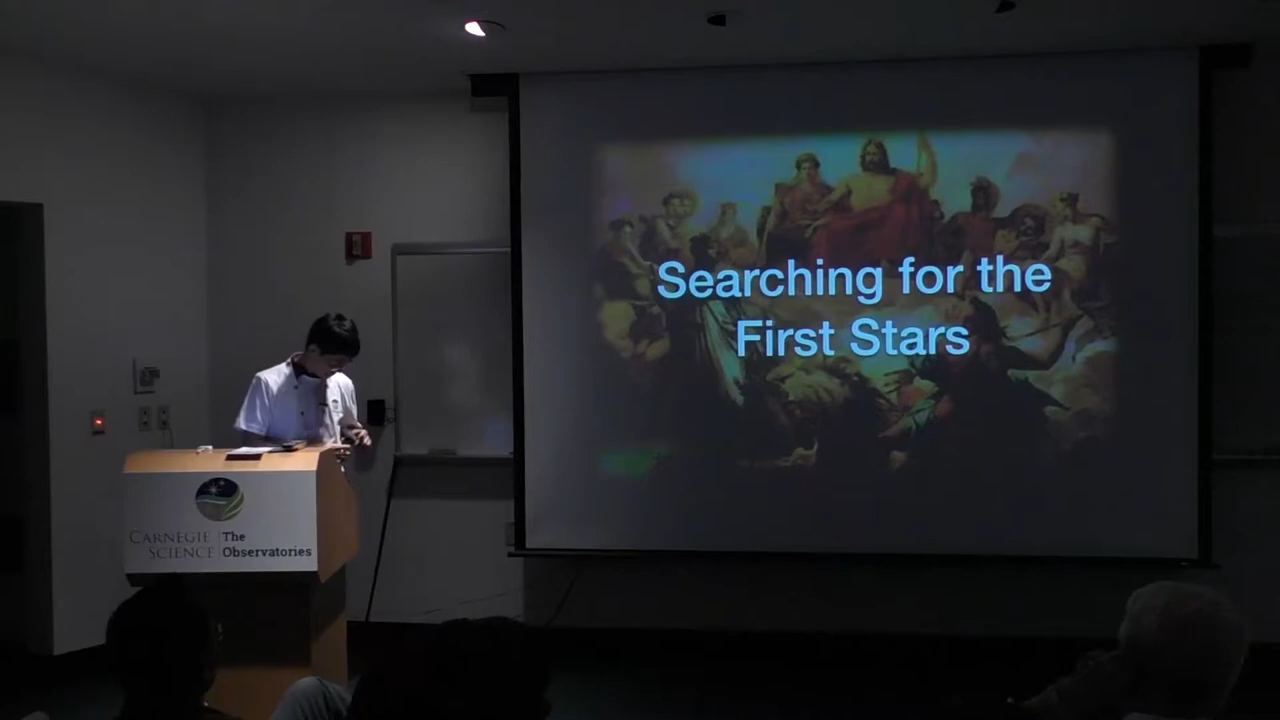 Searching for the
First Stars
CARNEGIE
SCIENCE
The
Observatories